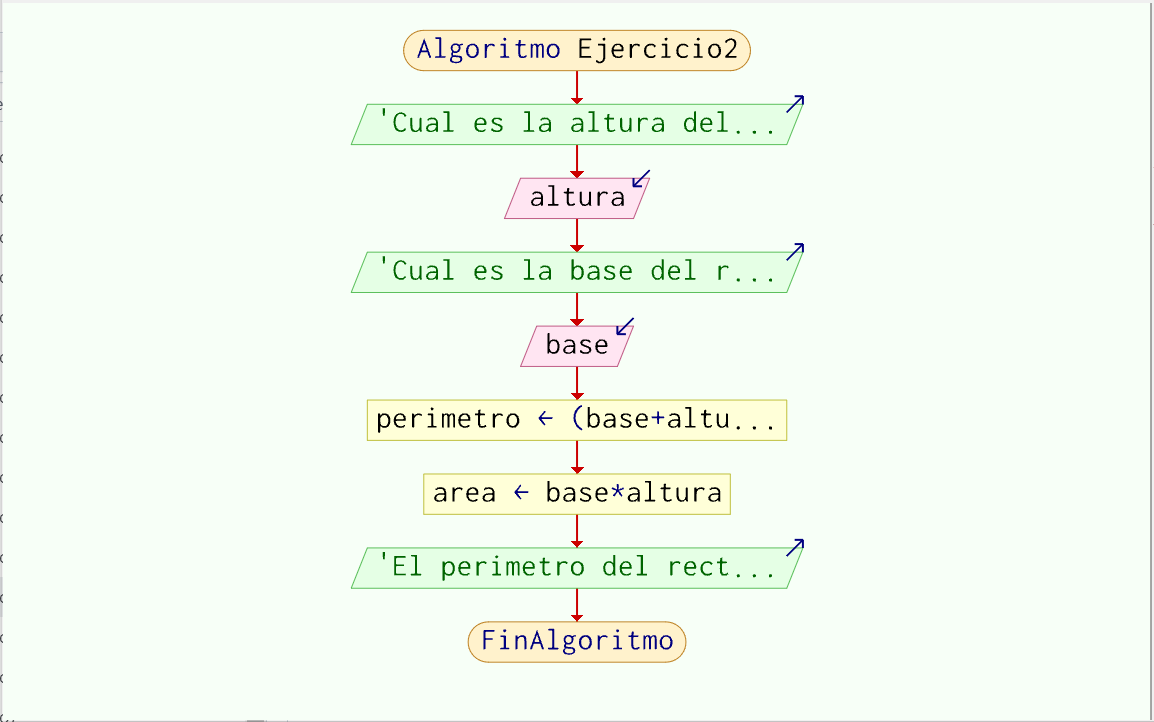 Algoritmo Ejercicio2
'Cual es la altura del...
altura
'Cual es la base del r...
base
perimetro ← (base+altu...
area ← base*altura
'El perimetro del rect...
FinAlgoritmo